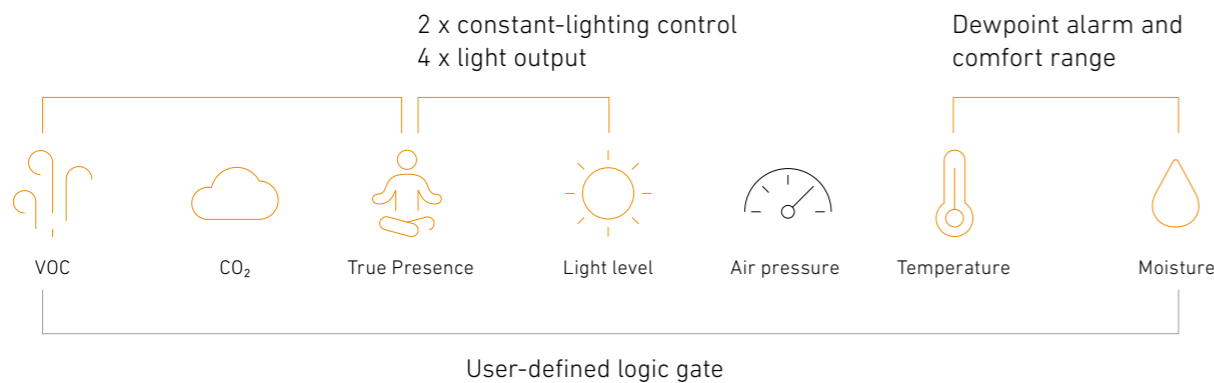 2 x constant-lighting control
4 x light output
Dewpoint alarm and
comfort range
VOC
CO₂
True Presence
Light level
Air pressure
Temperature
Moisture
User-defined logic gate